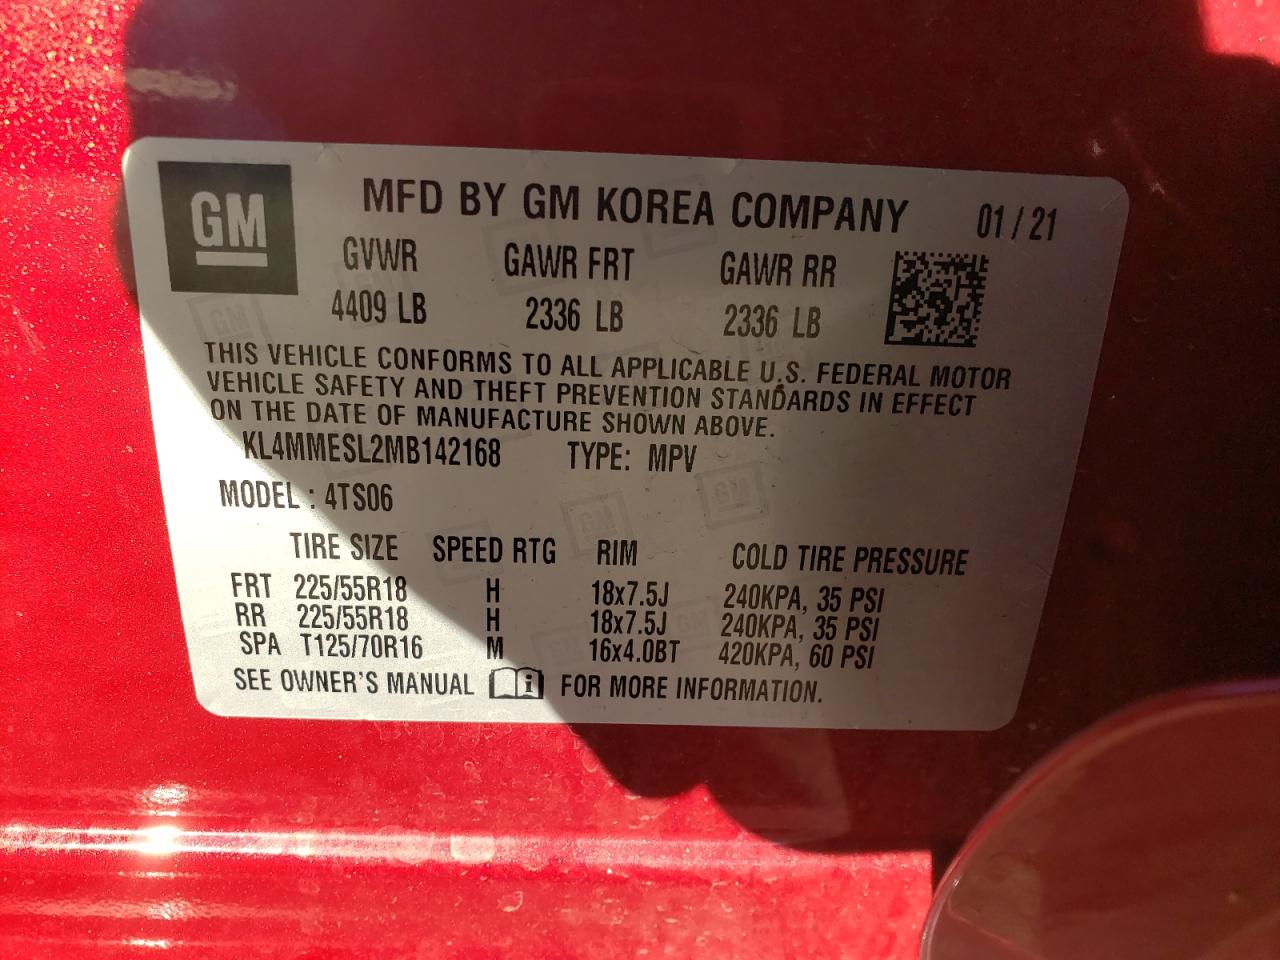 GM
MFD BY GM KOREA COMPANY 01/21
GVWR GAWR FRT GAWR RR
4409 LB 2336 LB 2336 LB
THIS VEHICLE CONFORMS TO ALL APPLICABLE U.S. FEDERAL MOTOR
VEHICLE SAFETY AND THEFT PREVENTION STANDARDS IN EFFECT
ON THE DATE OF MANUFACTURE SHOWN ABOVE.
KL4MMESL2MB142168 TYPE: MPV
MODEL : 4TS06
TIRE SIZE SPEED RTG RIM COLD TIRE PRESSURE
FRT 225/55R18 H 18x7.5J 240KPA, 35 PSI
RR 225/55R18 H 18x7.5J 240KPA, 35 PSI
SPA T125/70R16 M 16x4.0BT 420KPA, 60 PSI
SEE OWNER'S MANUAL FOR MORE INFORMATION.